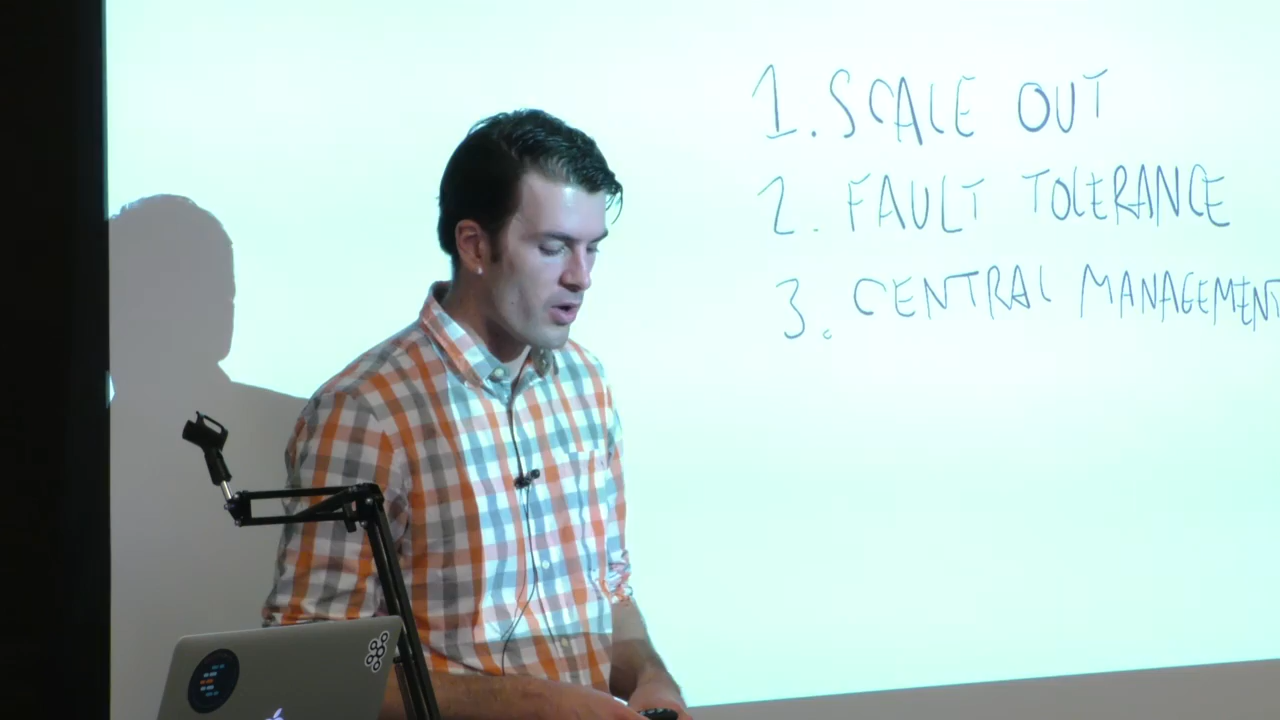 1. SCALE OUT
2. FAULT TOLERANCE
3. CENTRAL MANAGEMENT